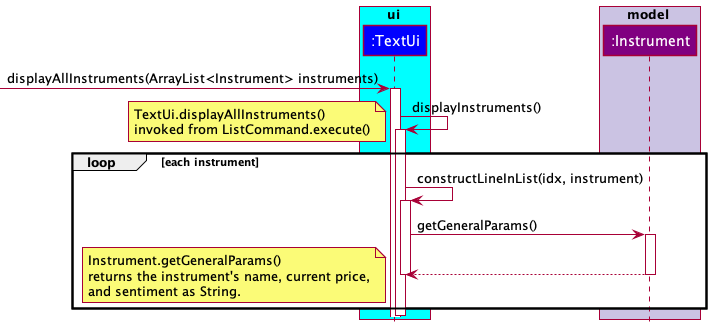 ui
model
:TextUi
:Instrument
displayAllInstruments(ArrayList<Instrument> instruments)
TextUi.displayAllInstruments()
invoked from ListCommand.execute()
displayInstruments()
loop
[each instrument]
constructLineInList(idx, instrument)
getGeneralParams()
Instrument.getGeneralParams()
returns the instrument's name, current price,
and sentiment as String.